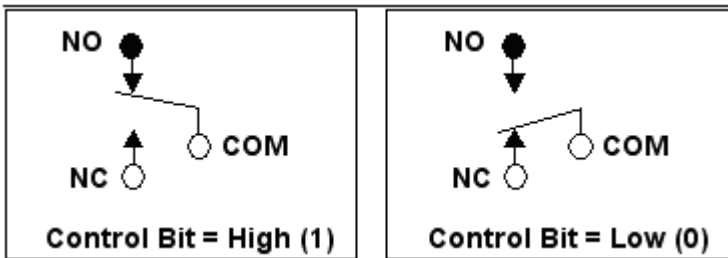 NO
COM
NC
Control Bit = High (1)
NO
COM
NC
Control Bit = Low (0)